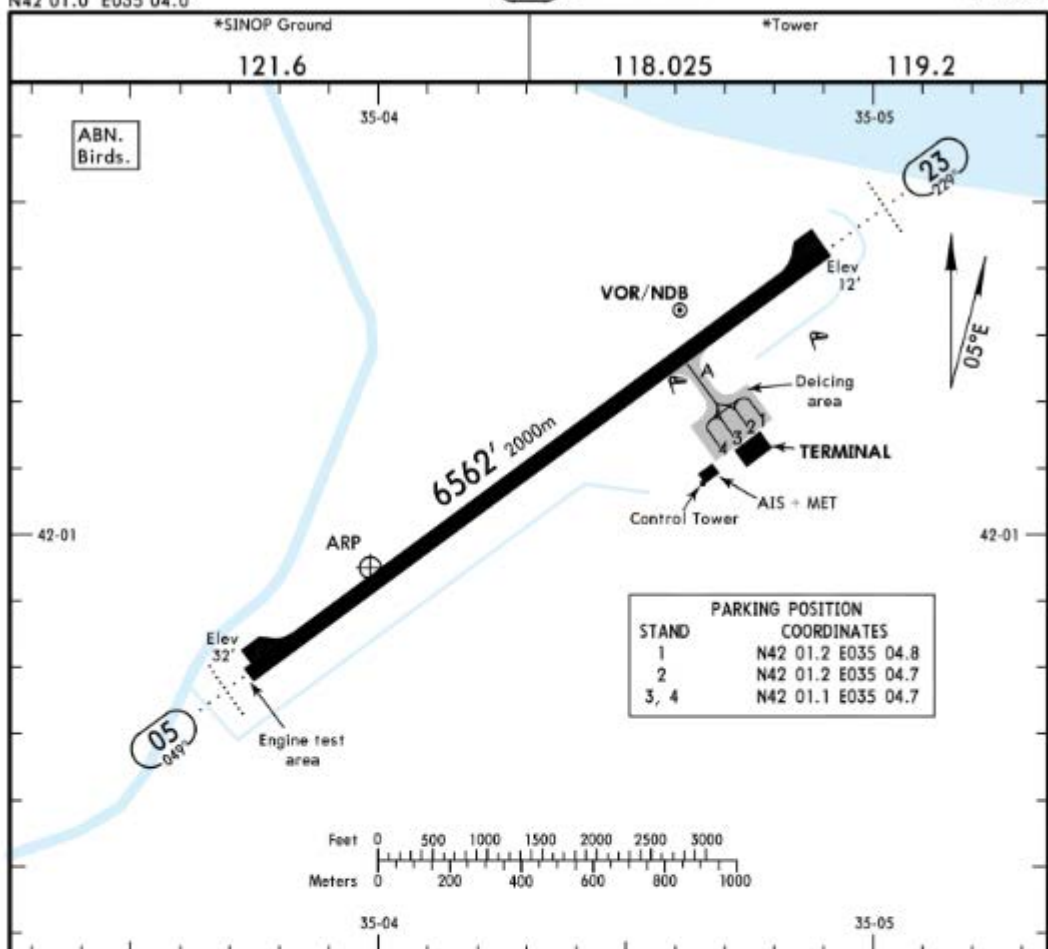 N42 01.0 E035 04.0
*SINOP Ground
*Tower
121.6
118.025
119.2
35-04
35-05
ABN.
Birds.
23
229°
Elev
12'
VOR/NDB
05°E
A
Deicing
area
1
2
3
4
6562' 2000m
TERMINAL
AIS + MET
Control Tower
42-01
42-01
ARP
PARKING POSITION
STAND COORDINATES
1 N42 01.2 E035 04.8
2 N42 01.2 E035 04.7
3, 4 N42 01.1 E035 04.7
Elev
32'
05
049°
Engine test
area
Feet 0 500 1000 1500 2000 2500 3000
Meters 0 200 400 600 800 1000
35-04
35-05